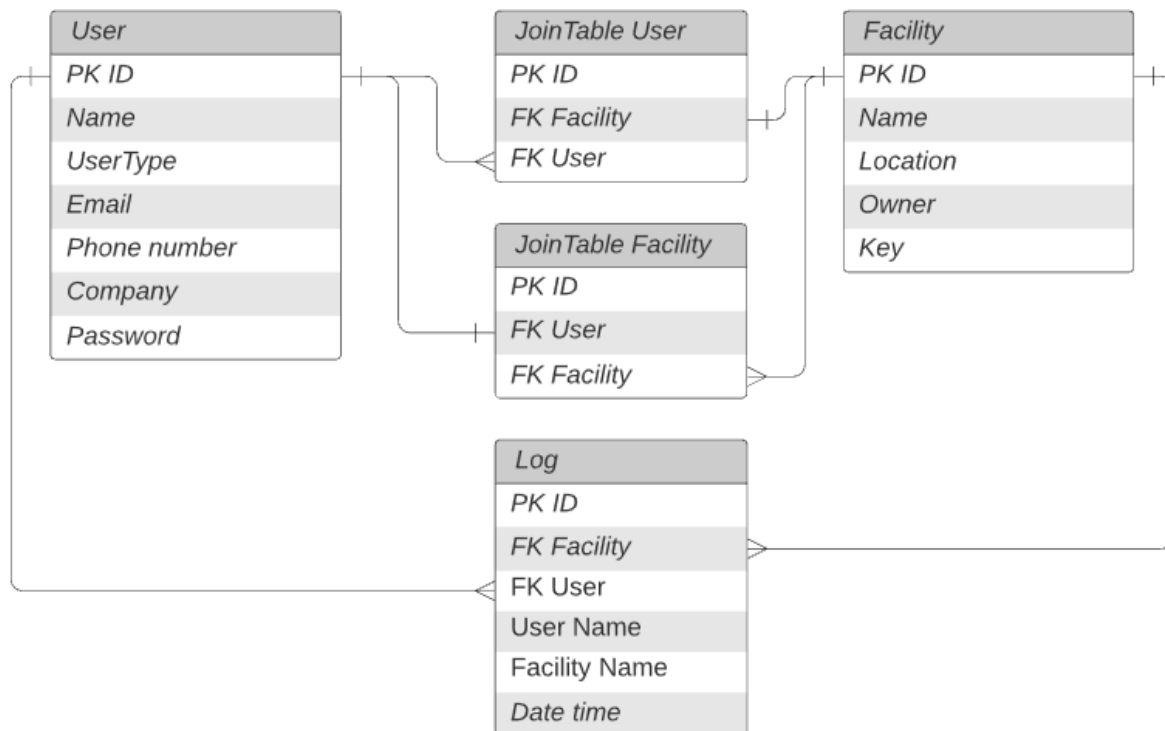 User
PK ID
Name
UserType
Email
Phone number
Company
Password
JoinTable User
PK ID
FK Facility
FK User
JoinTable Facility
PK ID
FK User
FK Facility
Log
PK ID
FK Facility
FK User
User Name
Facility Name
Date time
Facility
PK ID
Name
Location
Owner
Key